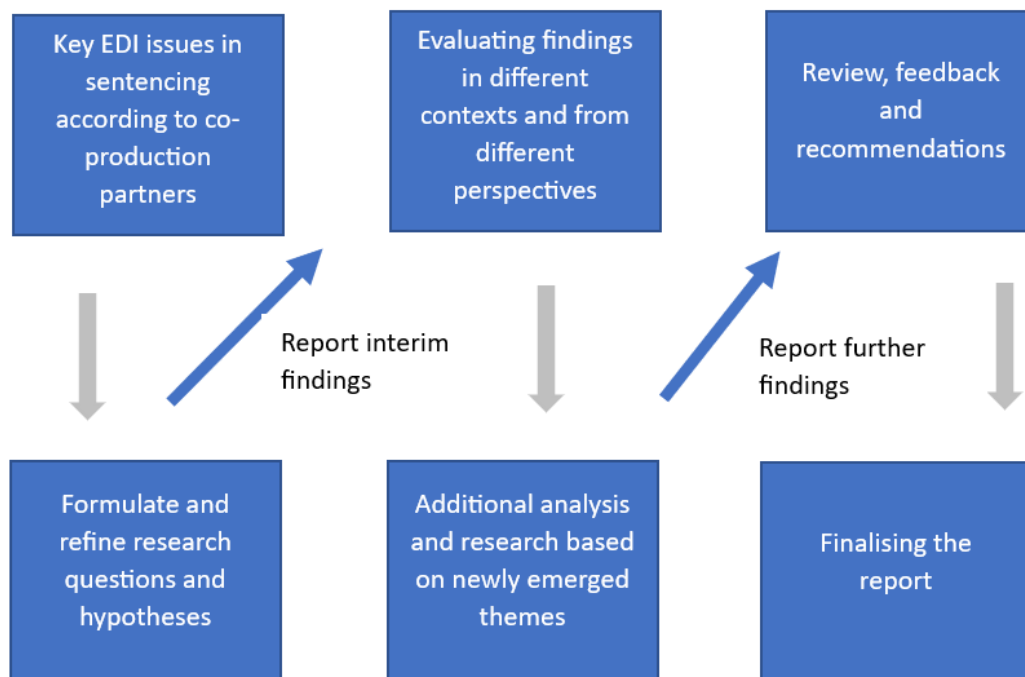 Key EDI issues in
sentencing
according to co-
production
partners
Evaluating findings
in different
contexts and from
different
perspectives
Review, feedback
and
recommendations
Report interim
findings
Report further
findings
Formulate and
refine research
questions and
hypotheses
Additional analysis
and research based
on newly emerged
themes
Finalising the
report